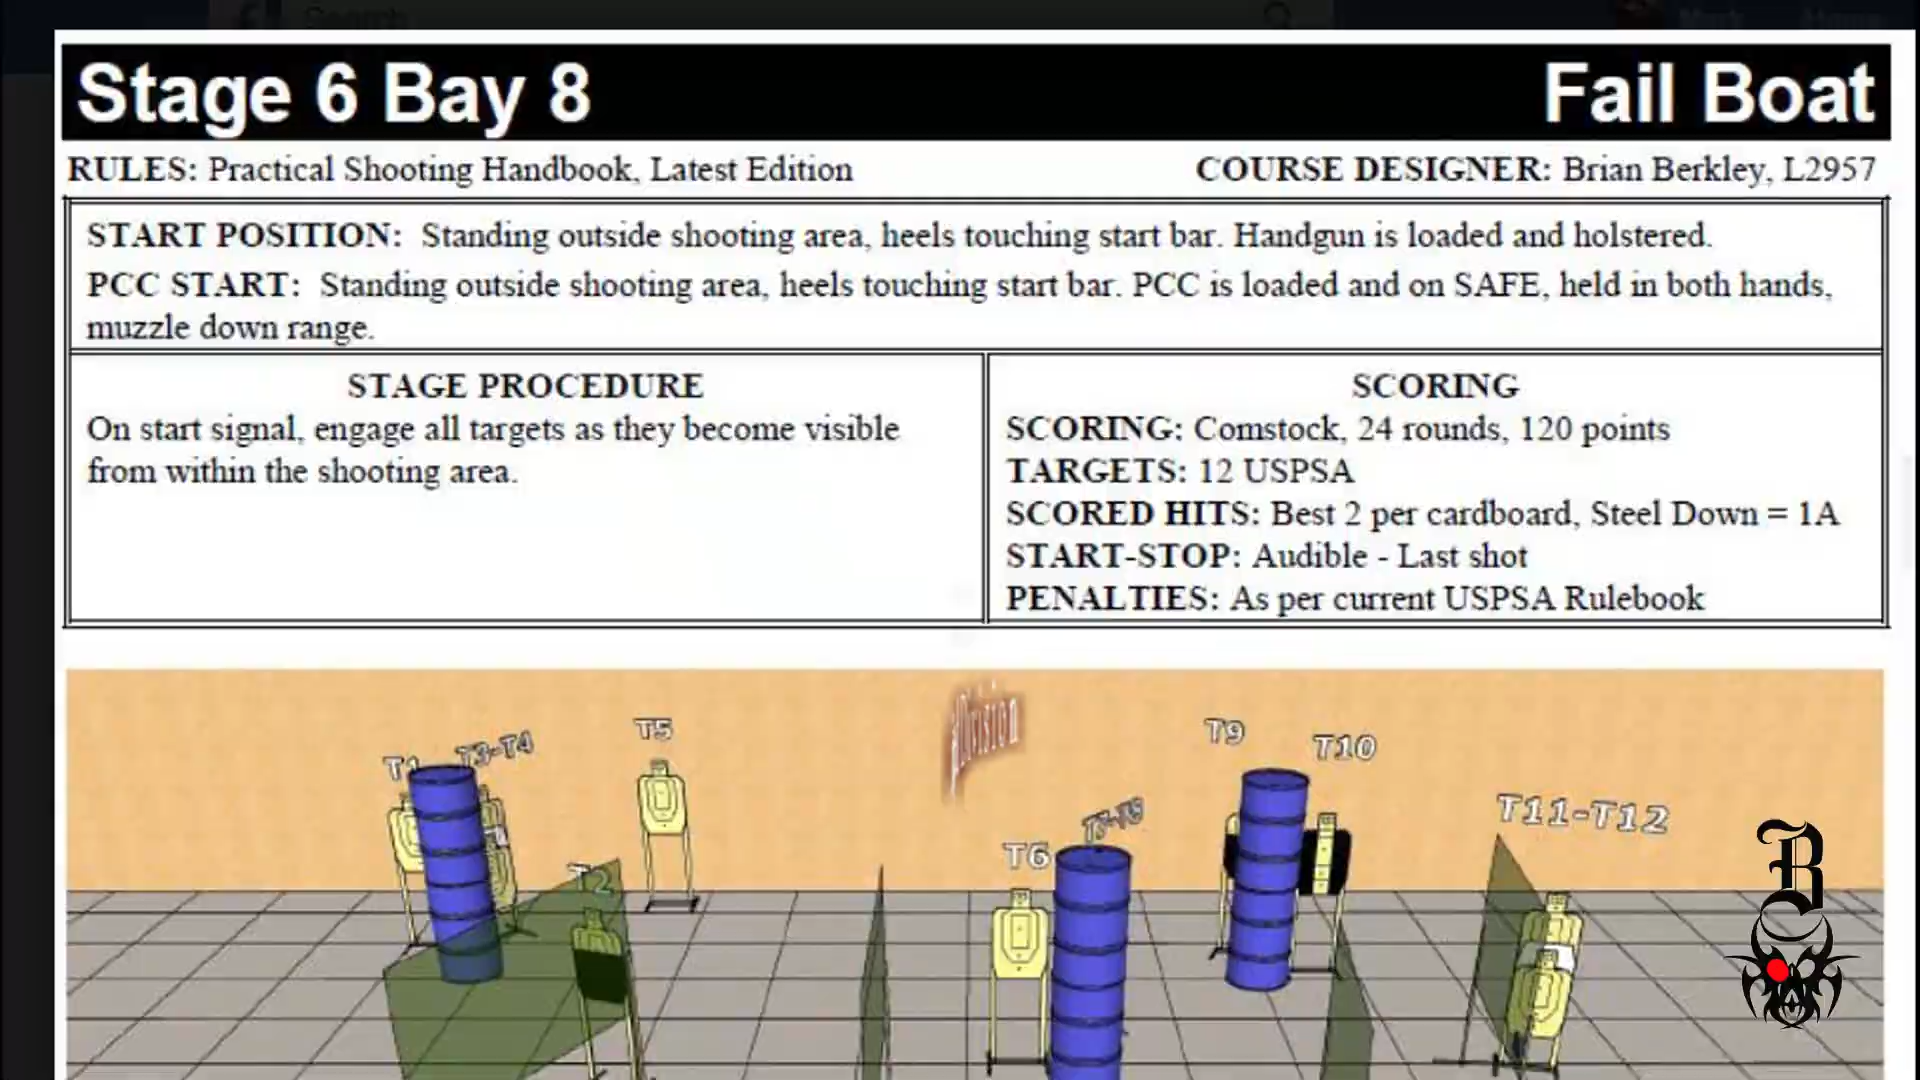 Search
Stage 6 Bay 8
Fail Boat
RULES: Practical Shooting Handbook, Latest Edition
COURSE DESIGNER: Brian Berkley, L2957
START POSITION: Standing outside shooting area, heels touching start bar. Handgun is loaded and holstered.
PCC START: Standing outside shooting area, heels touching start bar. PCC is loaded and on SAFE, held in both hands,
muzzle down range.
STAGE PROCEDURE
On start signal, engage all targets as they become visible
from within the shooting area.
SCORING
SCORING: Comstock, 24 rounds, 120 points
TARGETS: 12 USPSA
SCORED HITS: Best 2 per cardboard, Steel Down = 1A
START-STOP: Audible - Last shot
PENALTIES: As per current USPSA Rulebook
T1
T3-T4
T5
T9
T10
T2
T6
T7-T8
T11-T12
B